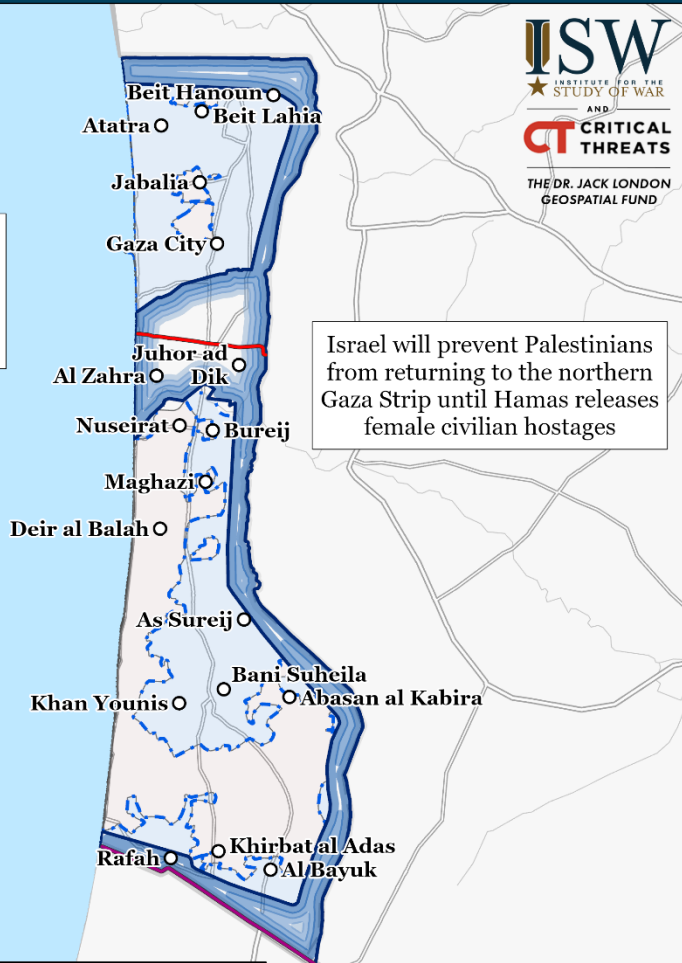 ISW
INSTITUTE FOR THE
STUDY OF WAR
AND
CT CRITICAL
THREATS
THE DR. JACK LONDON
GEOSPATIAL FUND
Beit Hanoun
Beit Lahia
Atatra
Jabalia
Gaza City
Juhor ad
Dik
Al Zahra
Israel will prevent Palestinians
from returning to the northern
Gaza Strip until Hamas releases
female civilian hostages
Nuseirat
Bureij
Maghazi
Deir al Balah
As Sureij
Bani Suheila
Abasan al Kabira
Khan Younis
Khirbat al Adas
Rafah
Al Bayuk